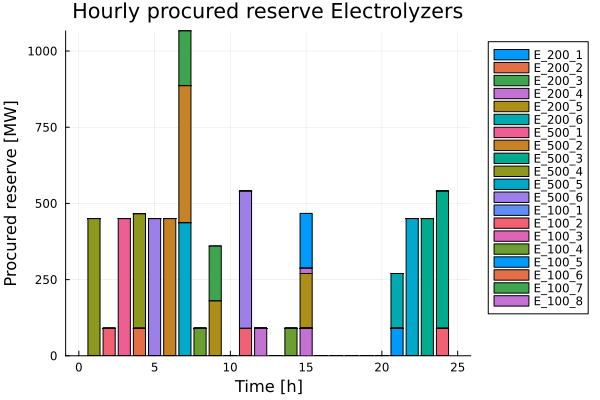 Hourly procured reserve Electrolyzers
Procured reserve [MW]
1000
750
500
250
0
0 5 10 15 20 25
Time [h]
E_200_1
E_200_2
E_200_3
E_200_4
E_200_5
E_200_6
E_500_1
E_500_2
E_500_3
E_500_4
E_500_5
E_500_6
E_100_1
E_100_2
E_100_3
E_100_4
E_100_5
E_100_6
E_100_7
E_100_8